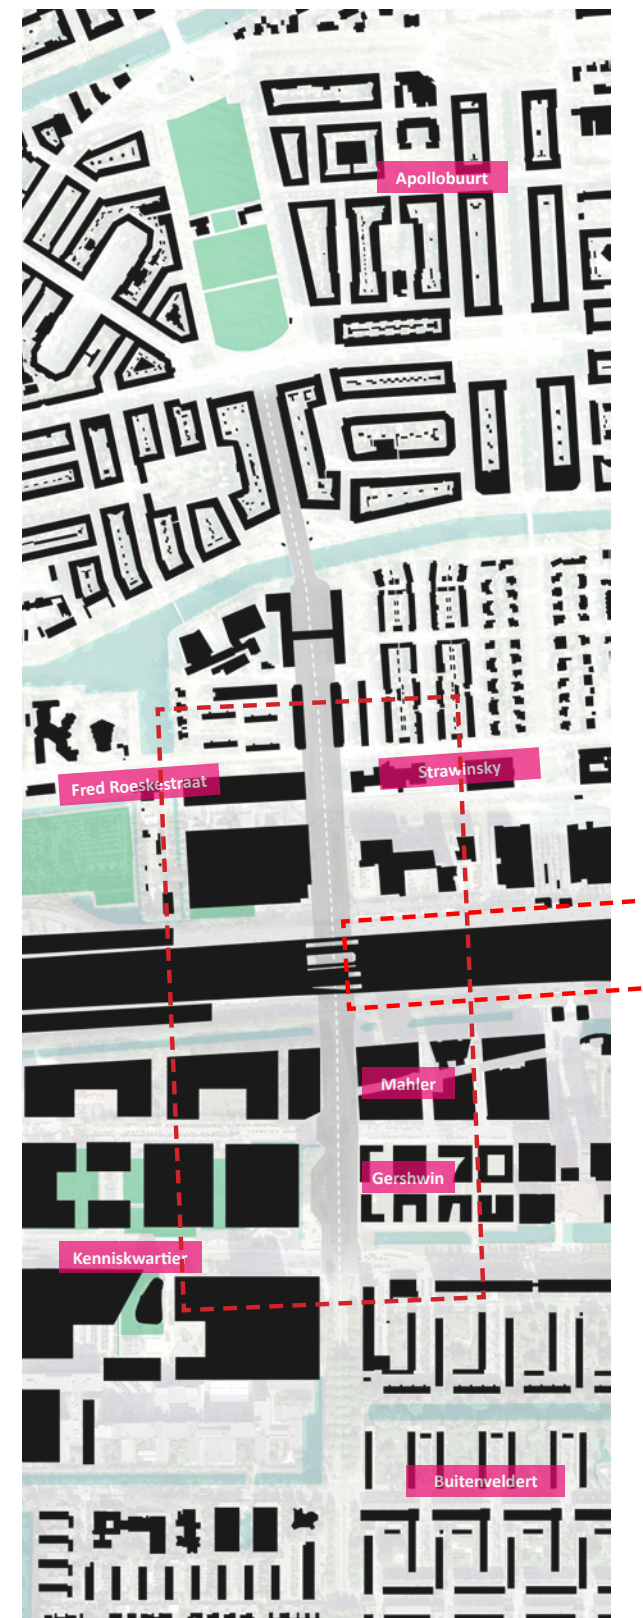 Apollobuurt
Fred Roeskestraat
Strawinsky
Mahler
Gershwin
Kenniskwartier
Buitenveldert